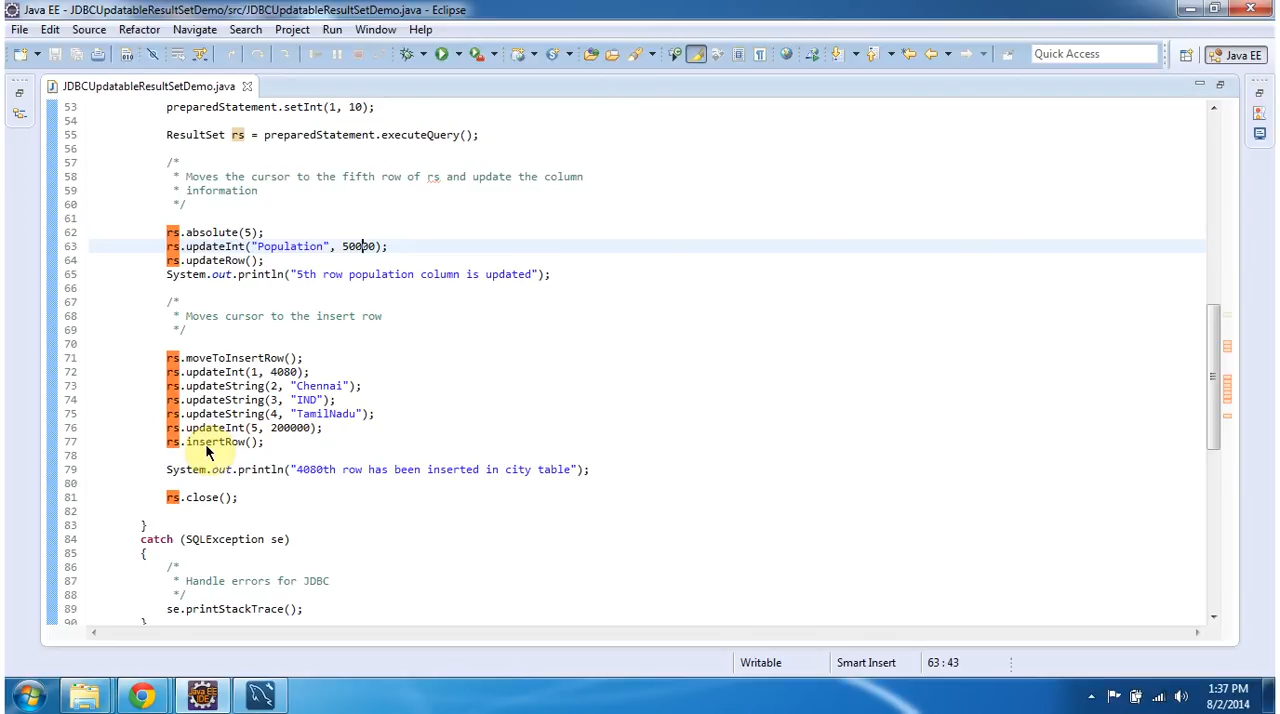 Java EE - JDBCUpdatableResultSetDemo/src/JDBCUpdatableResultSetDemo.java - Eclipse
File Edit Source Refactor Navigate Search Project Run Window Help
Quick Access
Java EE
JDBCUpdatableResultSetDemo.java
53 preparedStatement.setInt(1, 10);
54
55 ResultSet rs = preparedStatement.executeQuery();
56
57 /*
58 * Moves the cursor to the fifth row of rs and update the column
59 * information
60 */
61
62 rs.absolute(5);
63 rs.updateInt("Population", 50000);
64 rs.updateRow();
65 System.out.println("5th row population column is updated");
66
67 /*
68 * Moves cursor to the insert row
69 */
70
71 rs.moveToInsertRow();
72 rs.updateInt(1, 4080);
73 rs.updateString(2, "Chennai");
74 rs.updateString(3, "IND");
75 rs.updateString(4, "TamilNadu");
76 rs.updateInt(5, 200000);
77 rs.insertRow();
78
79 System.out.println("4080th row has been inserted in city table");
80
81 rs.close();
82
83 }
84 catch (SQLException se)
85 {
86 /*
87 * Handle errors for JDBC
88 */
89 se.printStackTrace();
90 }
Writable Smart Insert 63 : 43
Java EE IDE
1:37 PM
8/2/2014